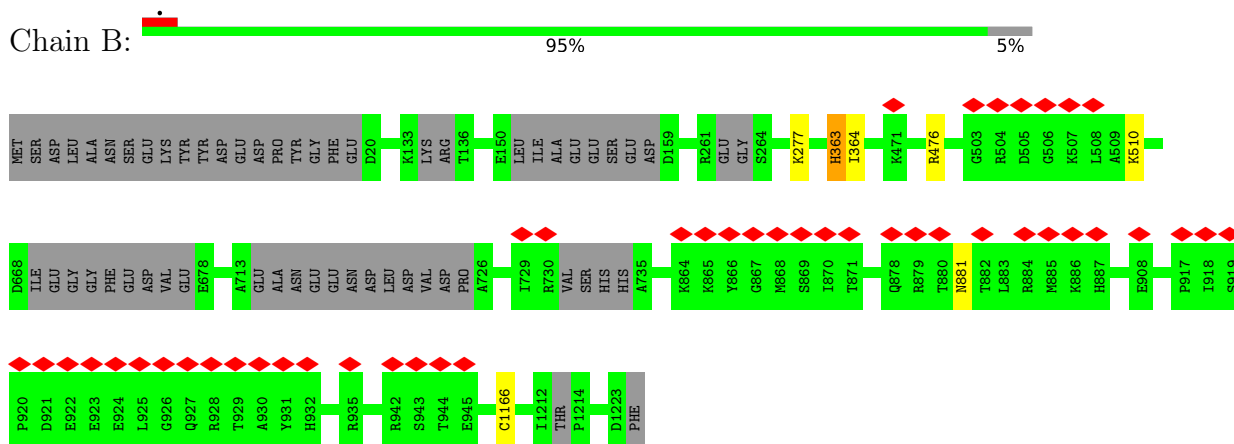 Chain B:
95% 5%
MET SER ASP LEU ALA ASN SER GLU LYS TYR TYR ASP GLU ASP PRO TYR GLY PHE GLU D20 K133 LYS ARG T136 E150 LEU ILE ALA GLU GLU SER GLU ASP D159 R261 GLU GLY S264 K277 H363 I364 K471 R476 G503 R504 D505 G506 K507 L508 A509 K510
D668 ILE GLU GLY GLY PHE GLU ASP VAL GLU E678 A713 GLU ALA ASN GLU GLU ASN ASP LEU ASP VAL ASP PRO A726 I729 R730 VAL SER HIS HIS A735 K864 K865 Y866 G867 M868 S869 I870 T871 Q878 R879 T880 N881 T882 L883 R884 M885 K886 H887 E908 P917 I918 S919
P920 D921 E922 E923 E924 L925 G926 Q927 R928 T929 A930 Y931 H932 R935 R942 S943 T944 E945 C1166 I1212 THR P1214 D1223 PHE